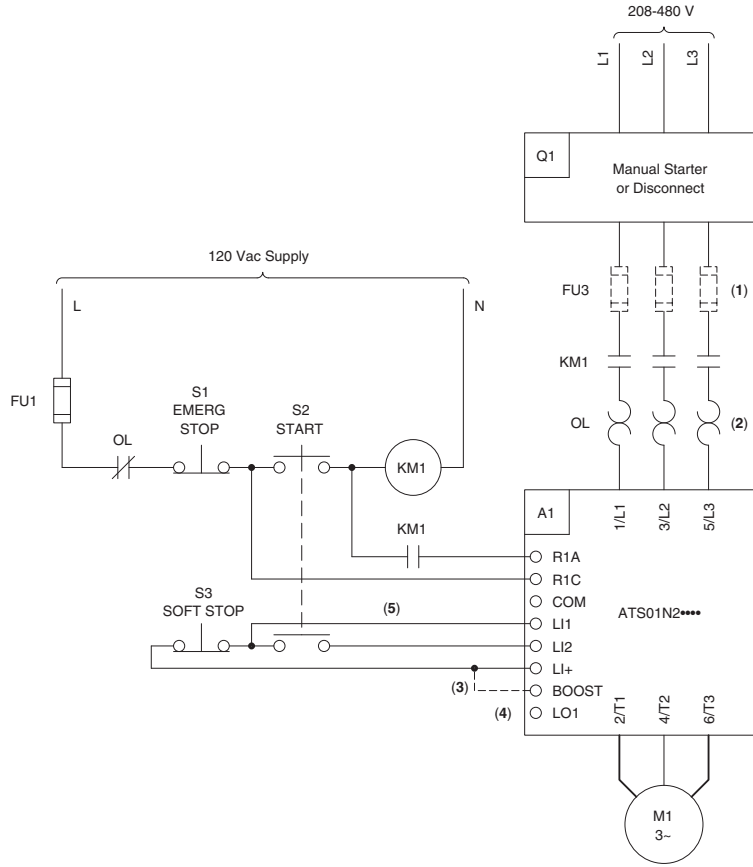 208-480 V
L1
L2
L3
Q1
Manual Starter
or Disconnect
120 Vac Supply
L
N
FU3
(1)
KM1
FU1
S1
EMERG
STOP
S2
START
OL
OL
(2)
KM1
A1
1/L1
3/L2
5/L3
KM1
R1A
R1C
S3
SOFT STOP
(5)
COM
ATS01N2••••
LI1
LI2
LI+
(3)
BOOST
(4)
LO1
2/T1
4/T2
6/T3
M1
3~